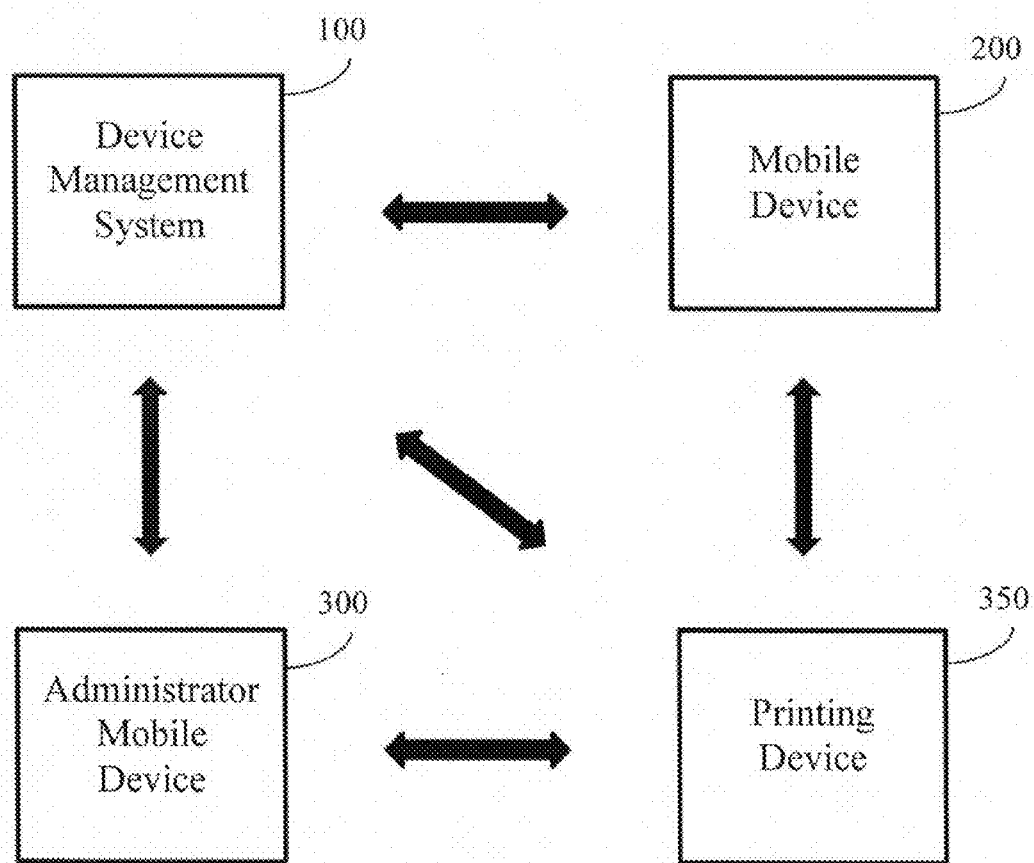 100
200
Device
Management
System
Mobile
Device
300
350
Administrator
Mobile
Device
Printing
Device